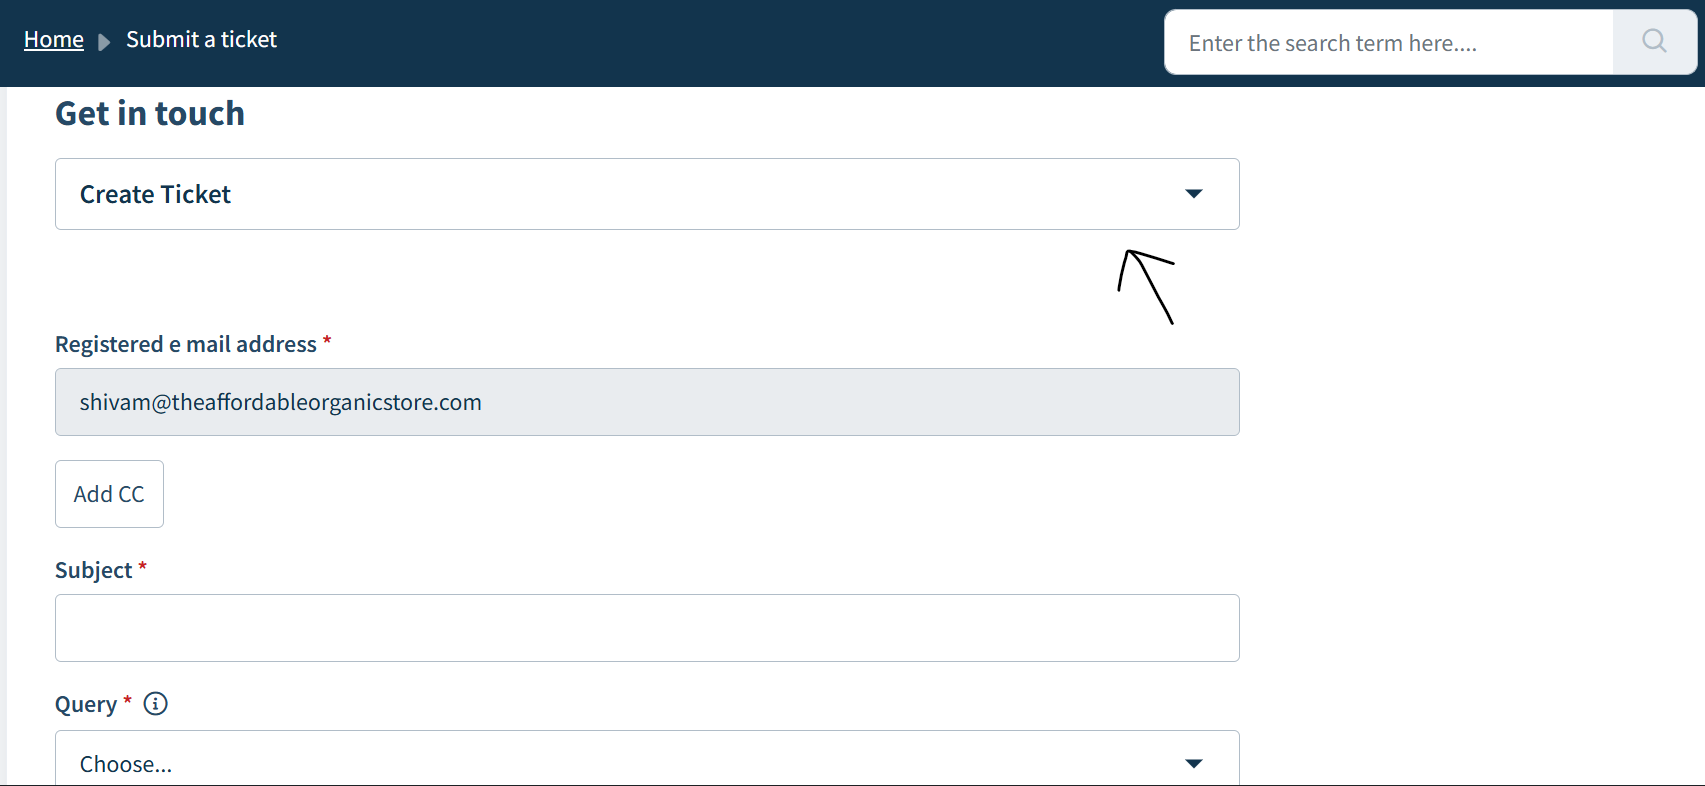 Home Submit a ticket Enter the search term here....
Get in touch
Create Ticket
Registered e mail address *
shivam@theaffordableorganicstore.com
Add CC
Subject *
Query *
Choose...